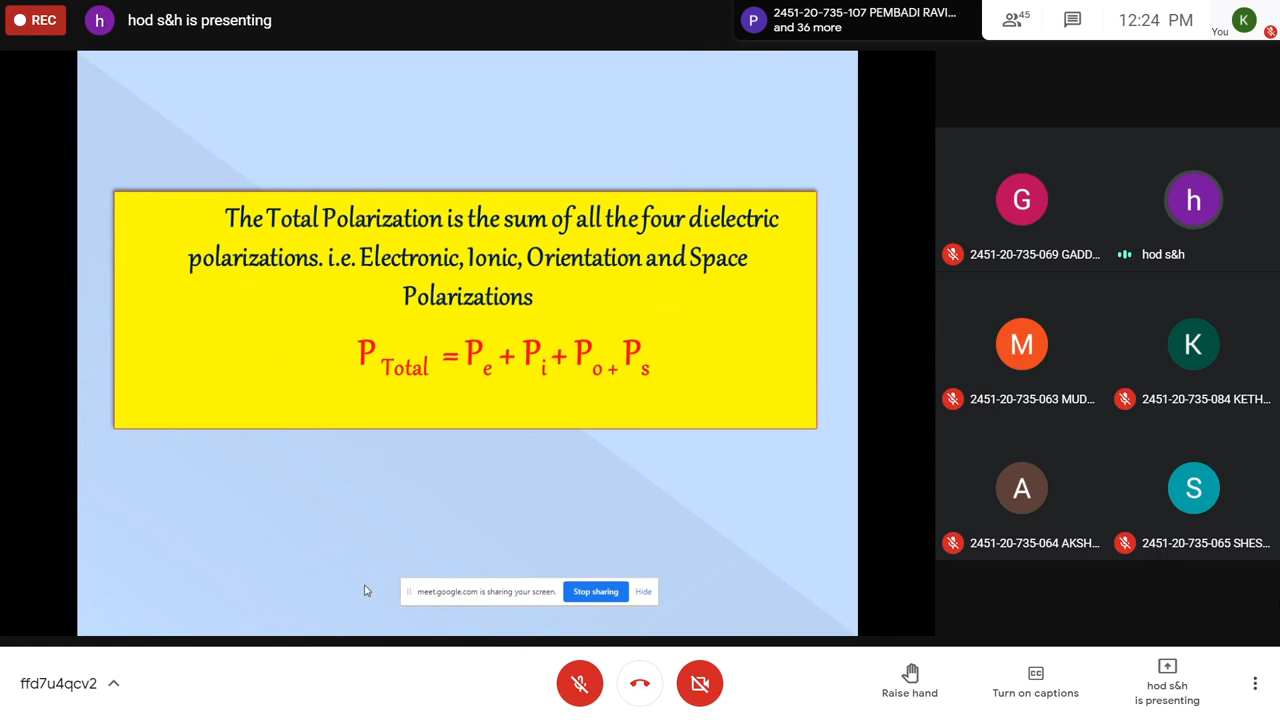 REC
h
hod s&h is presenting
P
2451-20-735-107 PEMBADI RAVI...
and 36 more
45
12:24 PM
You
K
The Total Polarization is the sum of all the four dielectric
polarizations. i.e. Electronic, Ionic, Orientation and Space
Polarizations
P Total = Pe + Pi + Po + Ps
meet.google.com is sharing your screen.
Stop sharing
Hide
G
2451-20-735-069 GADD...
h
hod s&h
M
2451-20-735-063 MUD...
K
2451-20-735-084 KETH...
A
2451-20-735-064 AKSH...
S
2451-20-735-065 SHES...
ffd7u4qcv2
Raise hand
CC
Turn on captions
hod s&h
is presenting